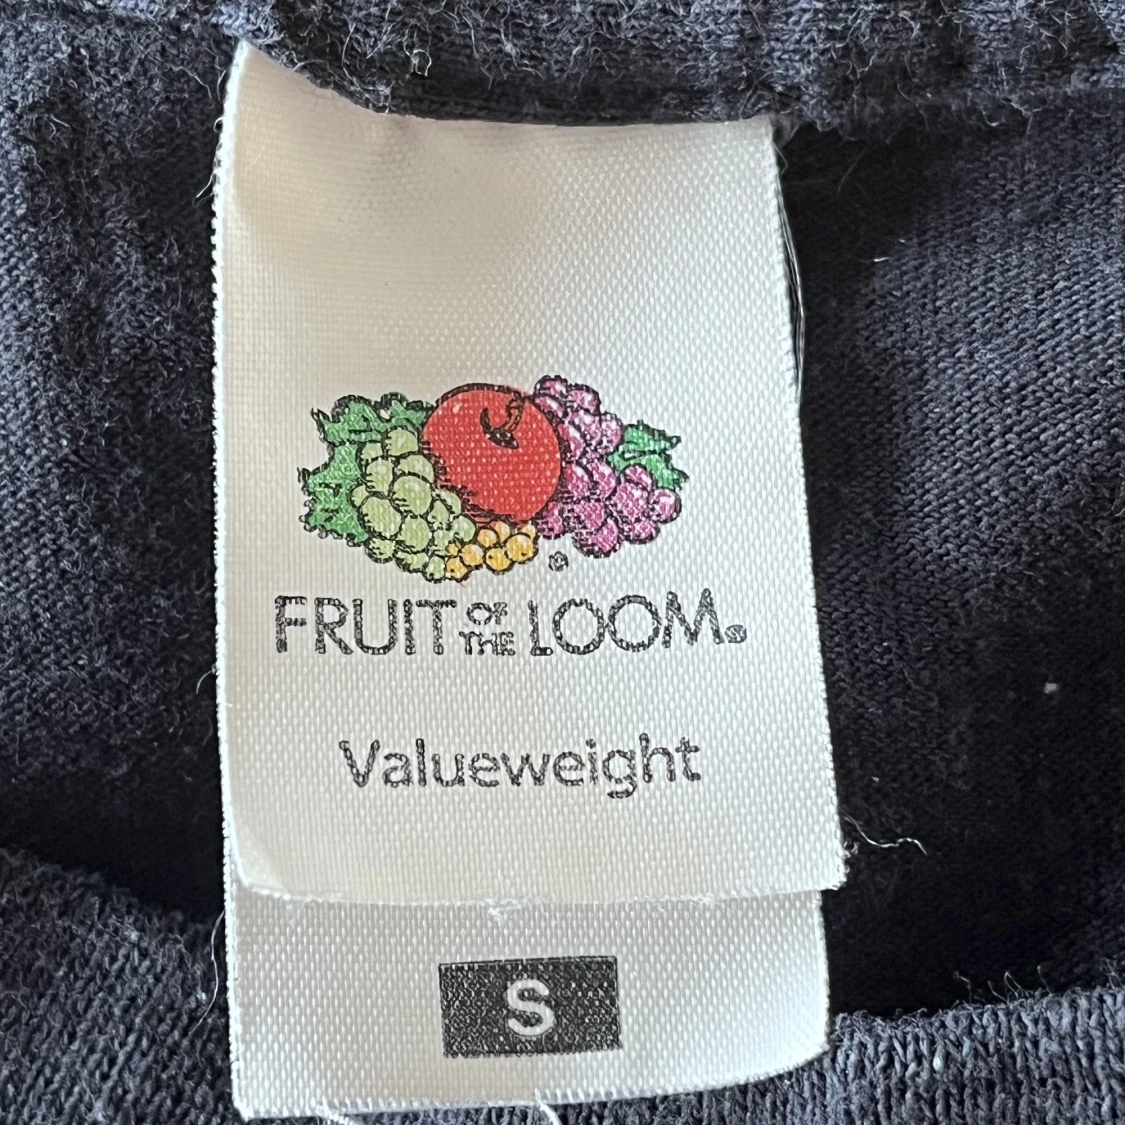 ®
FRUIT OF THE LOOM®
Valueweight
S